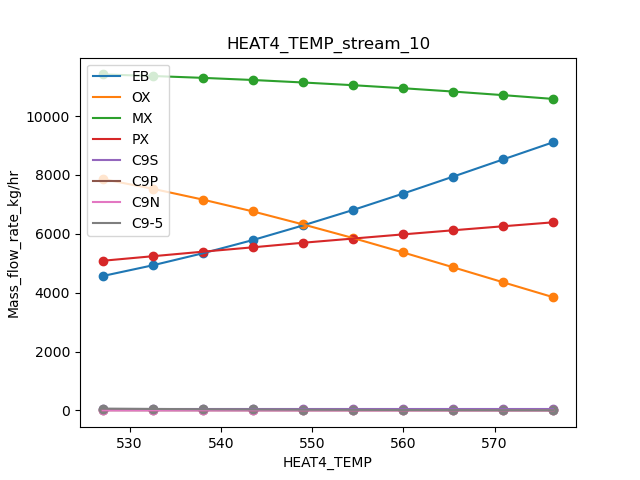 HEAT4_TEMP_stream_10
Mass_flow_rate_kg/hr
10000
8000
6000
4000
2000
0
EB
OX
MX
PX
C9S
C9P
C9N
C9-5
530
540
550
560
570
HEAT4_TEMP